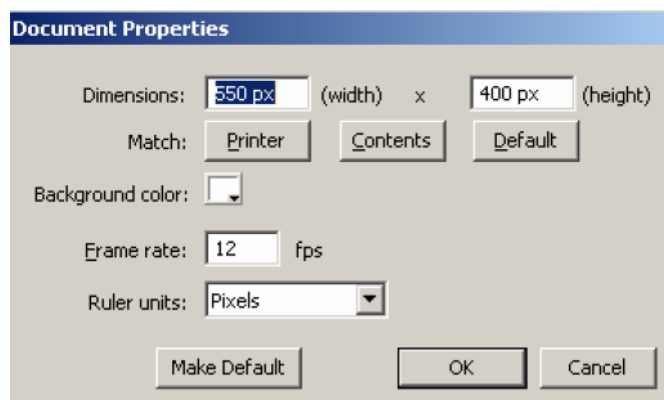 Document Properties
Dimensions: 550 px (width) x 400 px (height)
Match: Printer Contents Default
Background color:
Frame rate: 12 fps
Ruler units: Pixels
Make Default OK Cancel